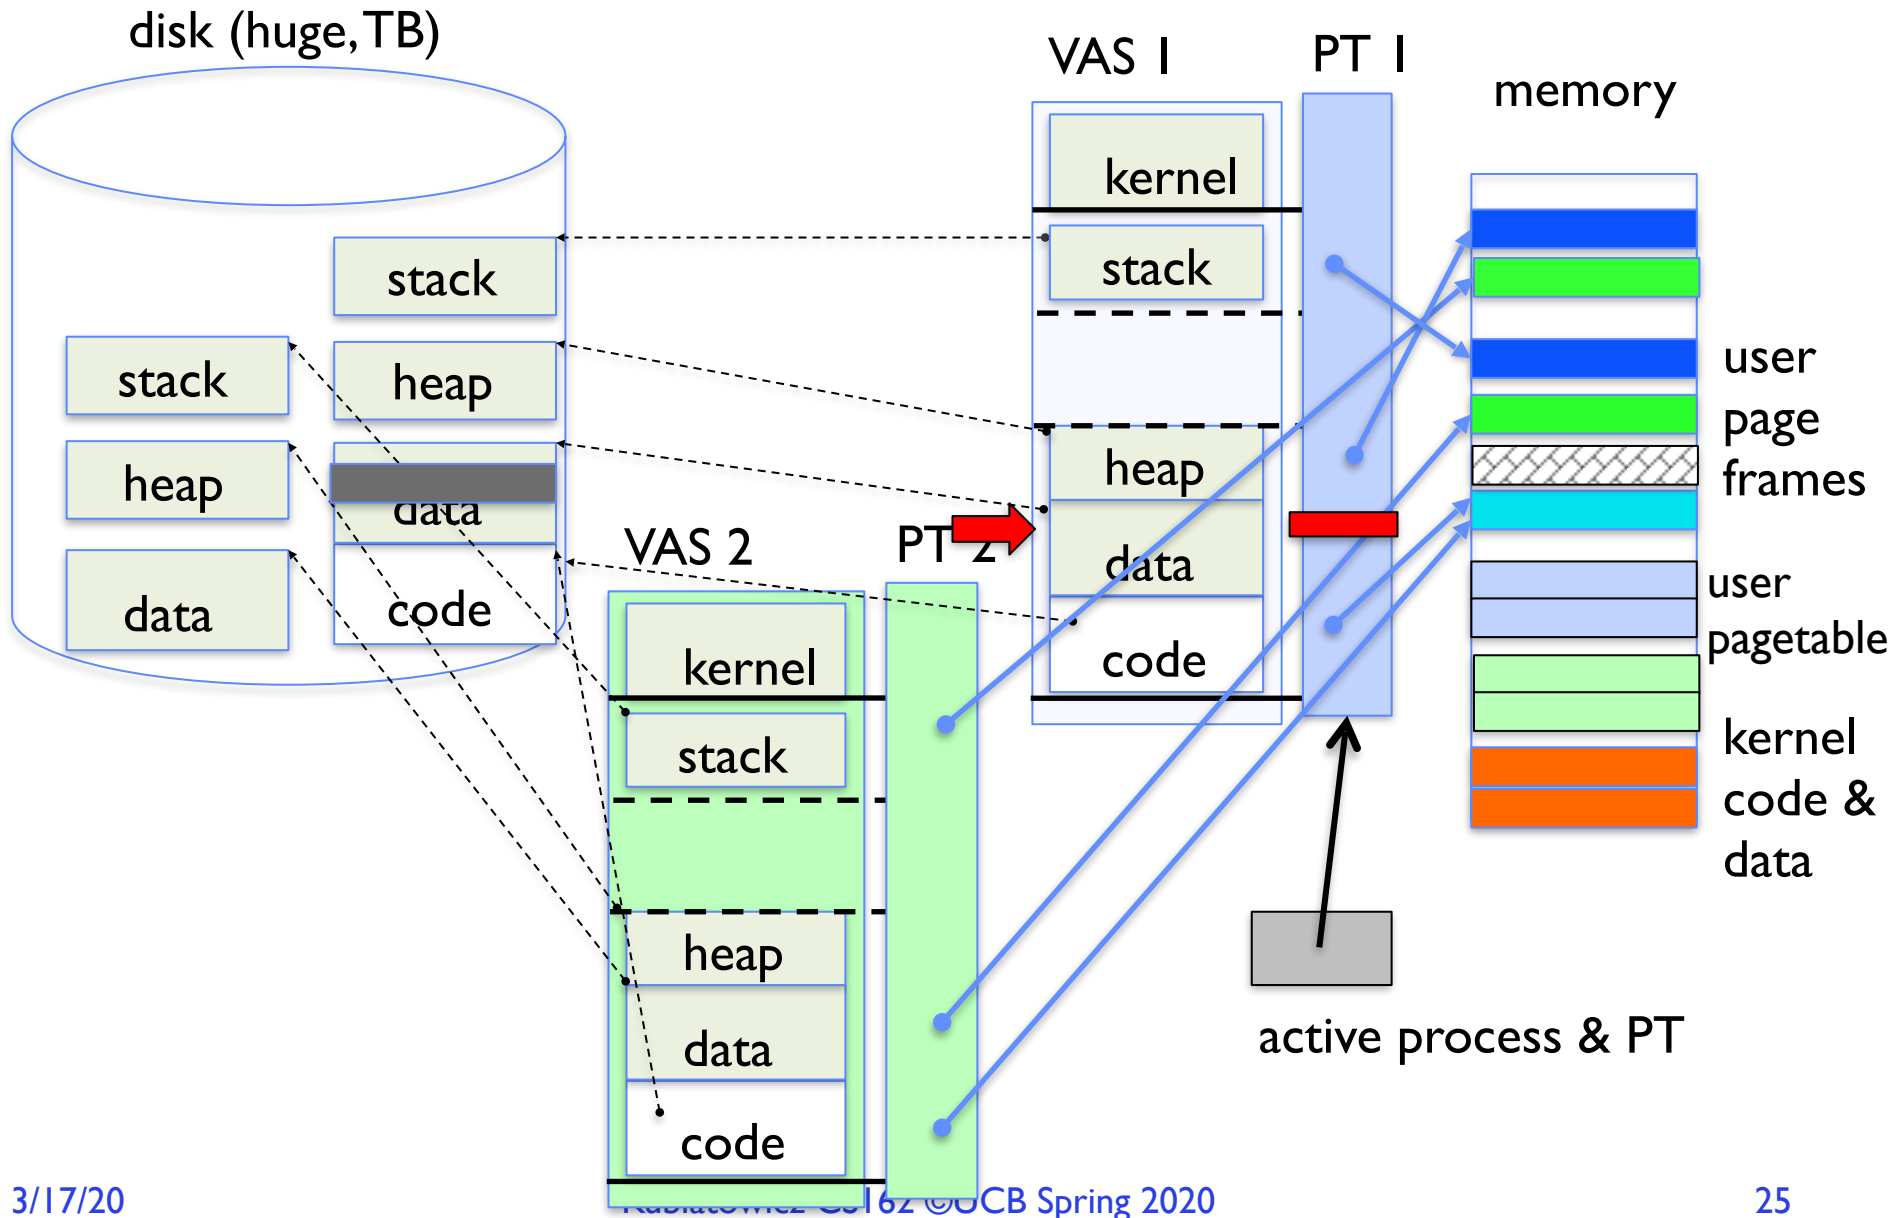 disk (huge, TB)
stack
stack
heap
heap
data
data
code
VAS 1
PT 1
kernel
stack
heap
data
code
VAS 2
PT 2
kernel
stack
heap
data
code
memory
user
page
frames
user
pagetable
kernel
code &
data
active process & PT
3/17/20
Kubiatowicz CS162 ©UCB Spring 2020
25